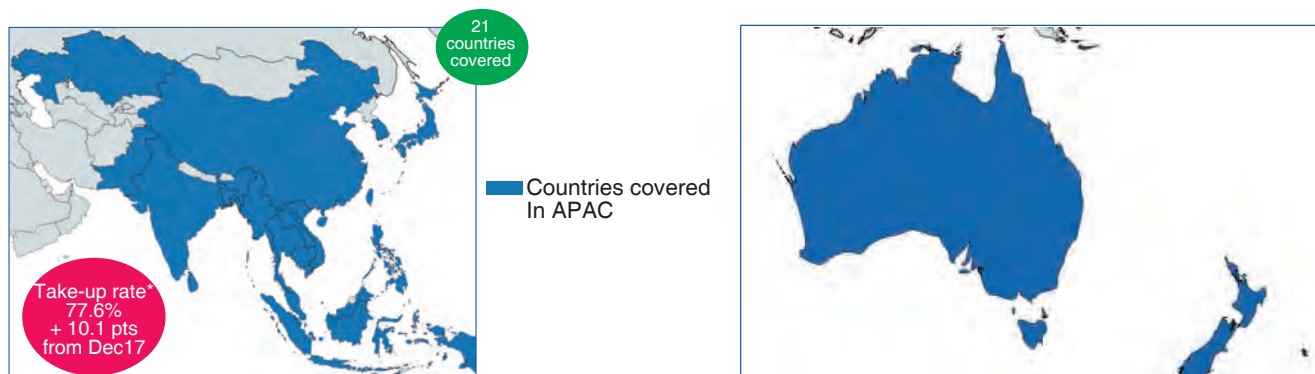 21
countries
covered
Countries covered
In APAC
Take-up rate*
77.6%
+ 10.1 pts
from Dec17